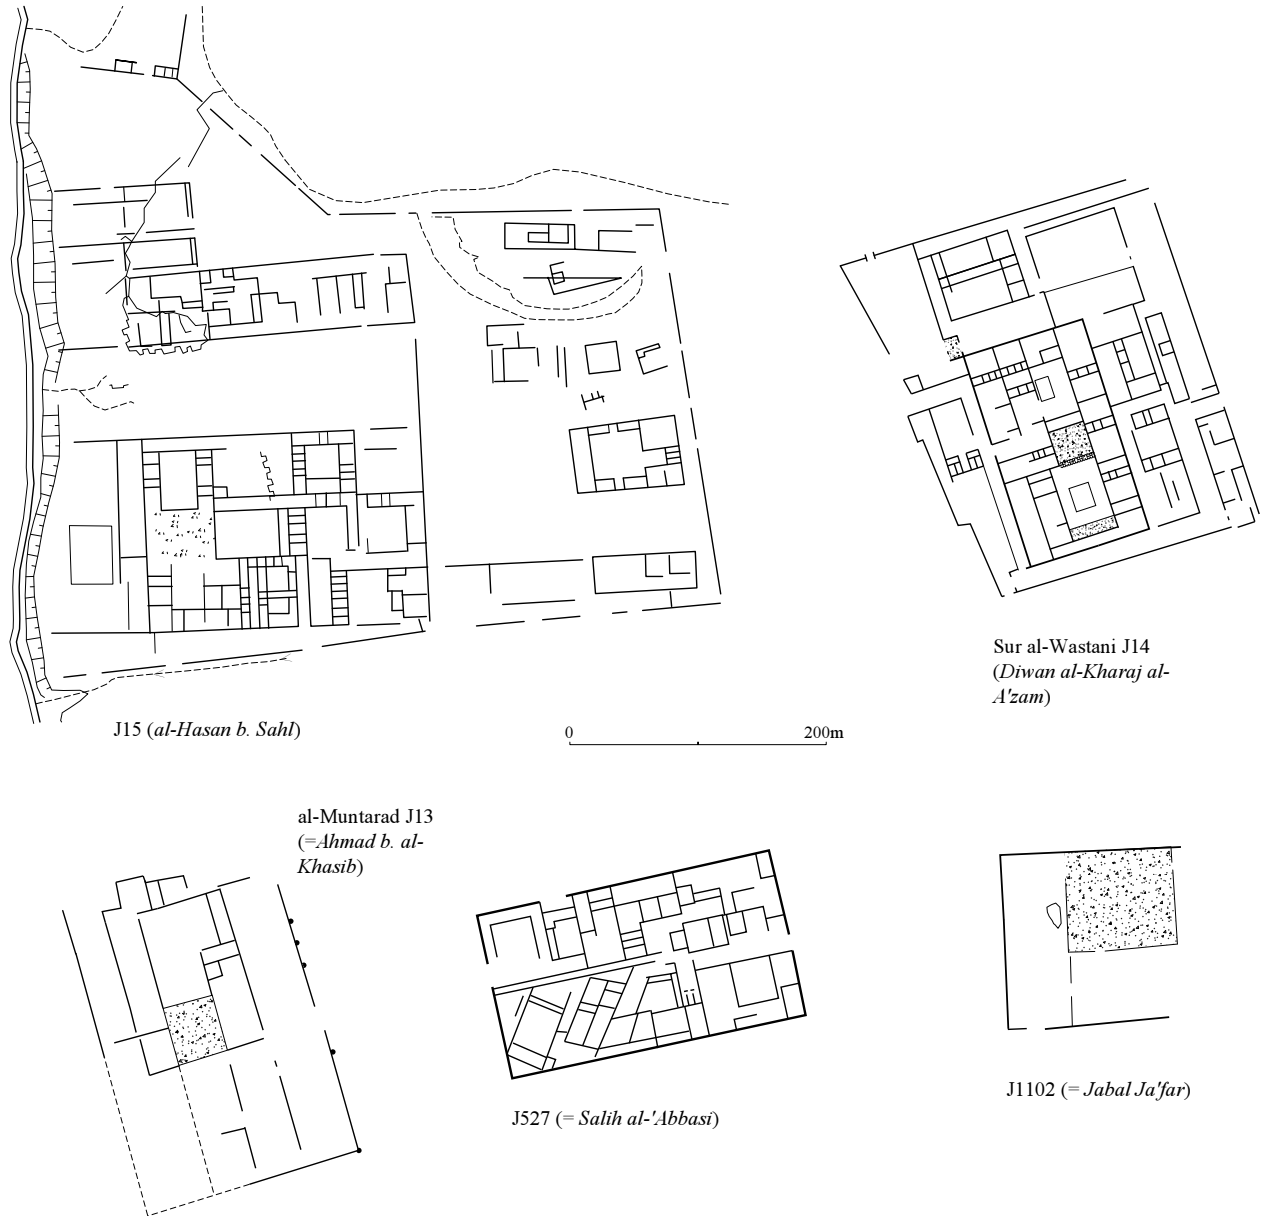 Sur al-Wastani J14
(Diwan al-Kharaj al-
A'zam)
J15 (al-Hasan b. Sahl)
0 200m
al-Muntarad J13
(=Ahmad b. al-
Khasib)
J527 (= Salih al-'Abbasi)
J1102 (= Jabal Ja'far)